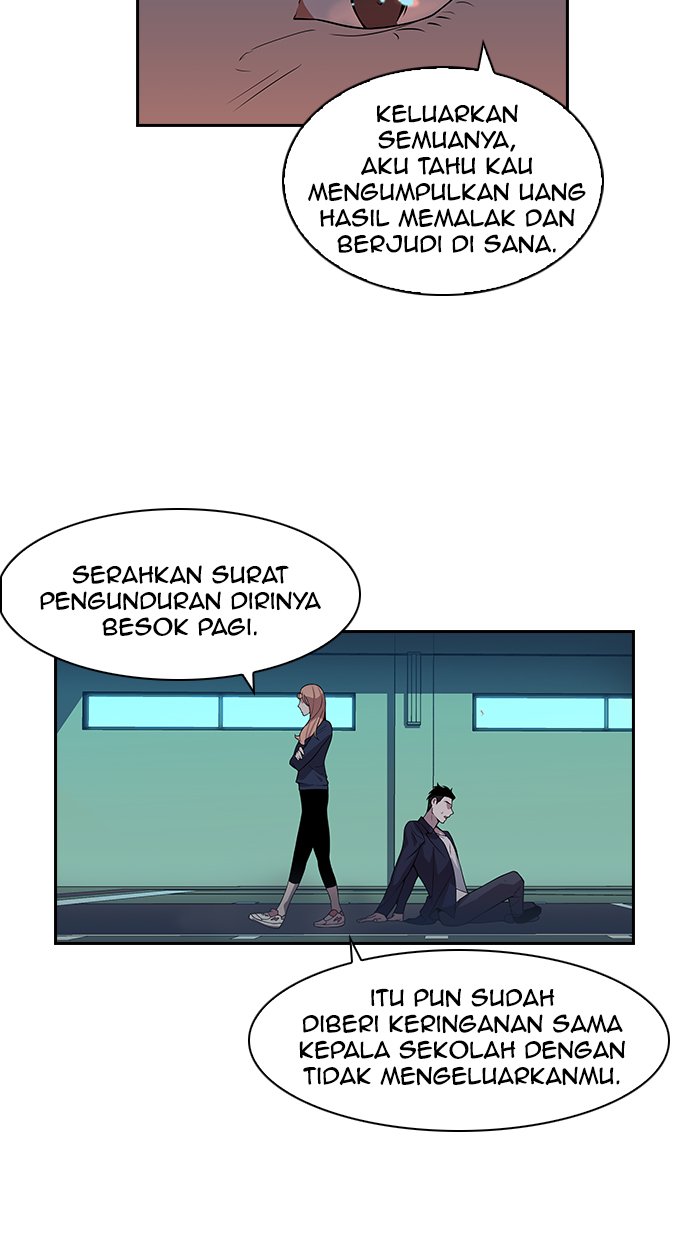 KELUARKAN
SEMUANYA,
AKU TAHU KAU
MENGUMPULKAN UANG
HASIL MEMALAK DAN
BERJUDI DI SANA.
SERAHKAN SURAT
PENGUNDURAN DIRINYA
BESOK PAGI.
ITU PUN SUDAH
DIBERI KERINGANAN SAMA
KEPALA SEKOLAH DENGAN
TIDAK MENGELUARKANMU.